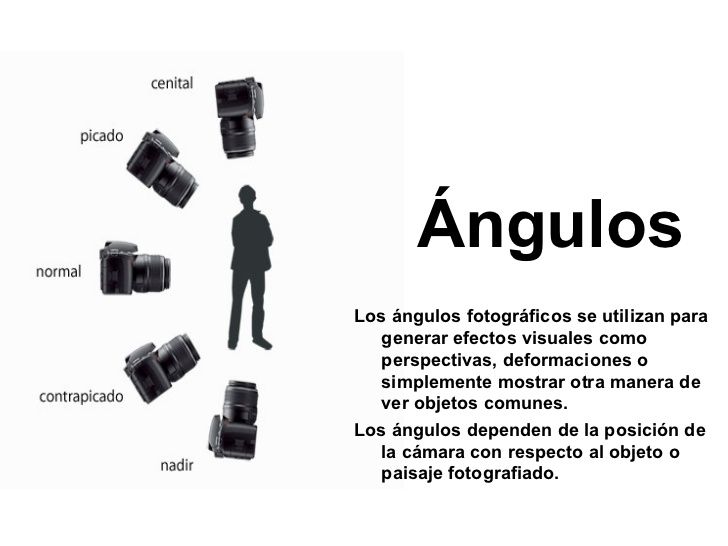 cenital
picado
normal
contrapicado
nadir
Ángulos
Los ángulos fotográficos se utilizan para
generar efectos visuales como
perspectivas, deformaciones o
simplemente mostrar otra manera de
ver objetos comunes.
Los ángulos dependen de la posición de
la cámara con respecto al objeto o
paisaje fotografiado.